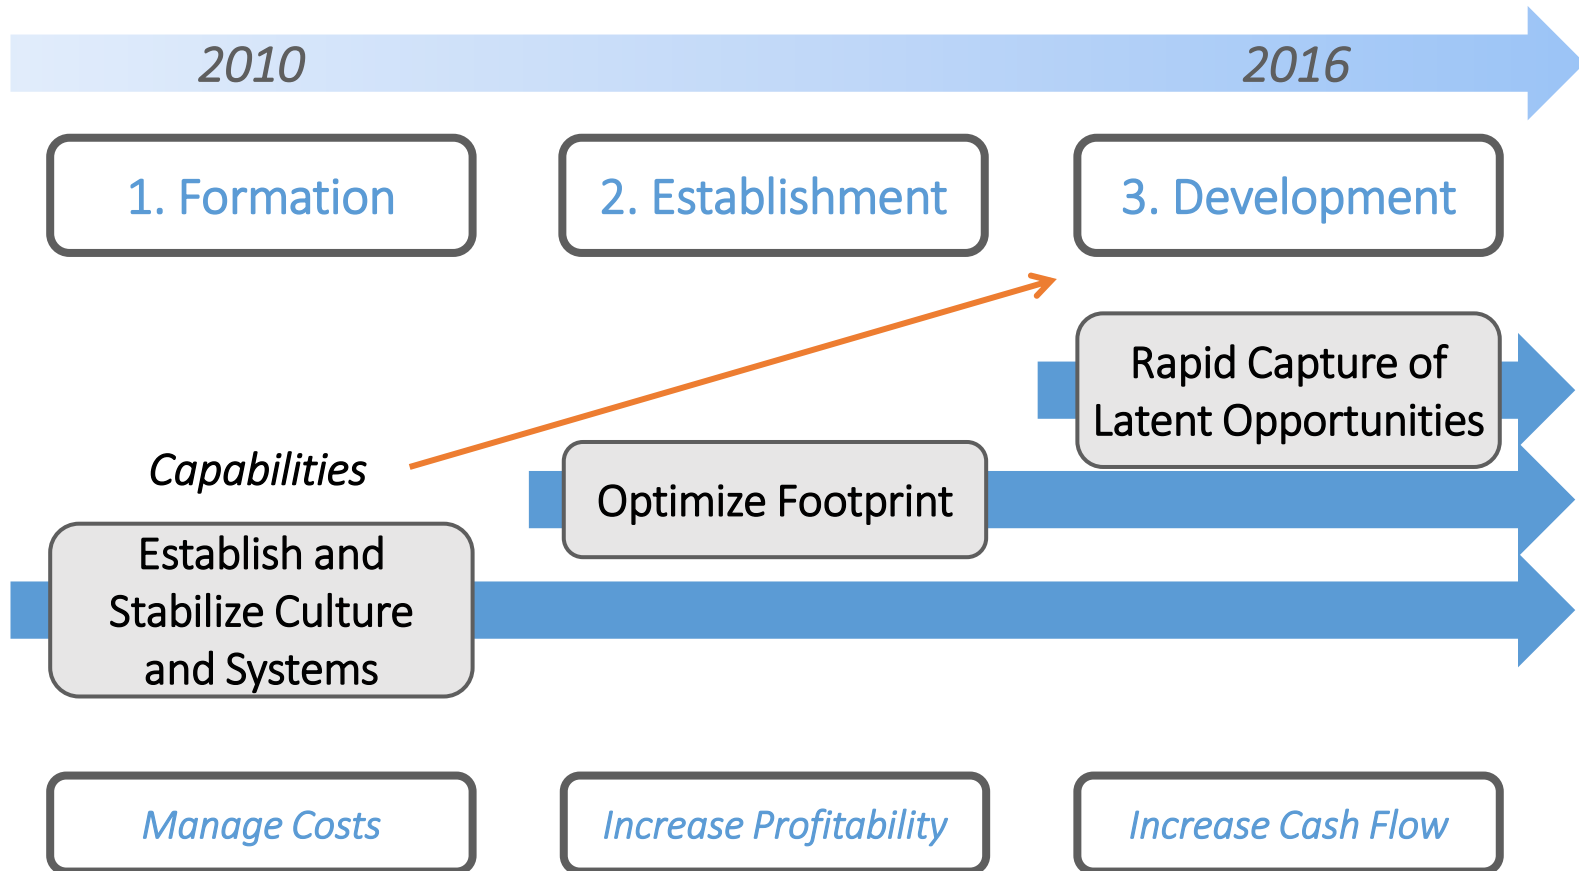 2010
2016
1. Formation
2. Establishment
3. Development
Rapid Capture of
Latent Opportunities
Capabilities
Optimize Footprint
Establish and
Stabilize Culture
and Systems
Manage Costs
Increase Profitability
Increase Cash Flow